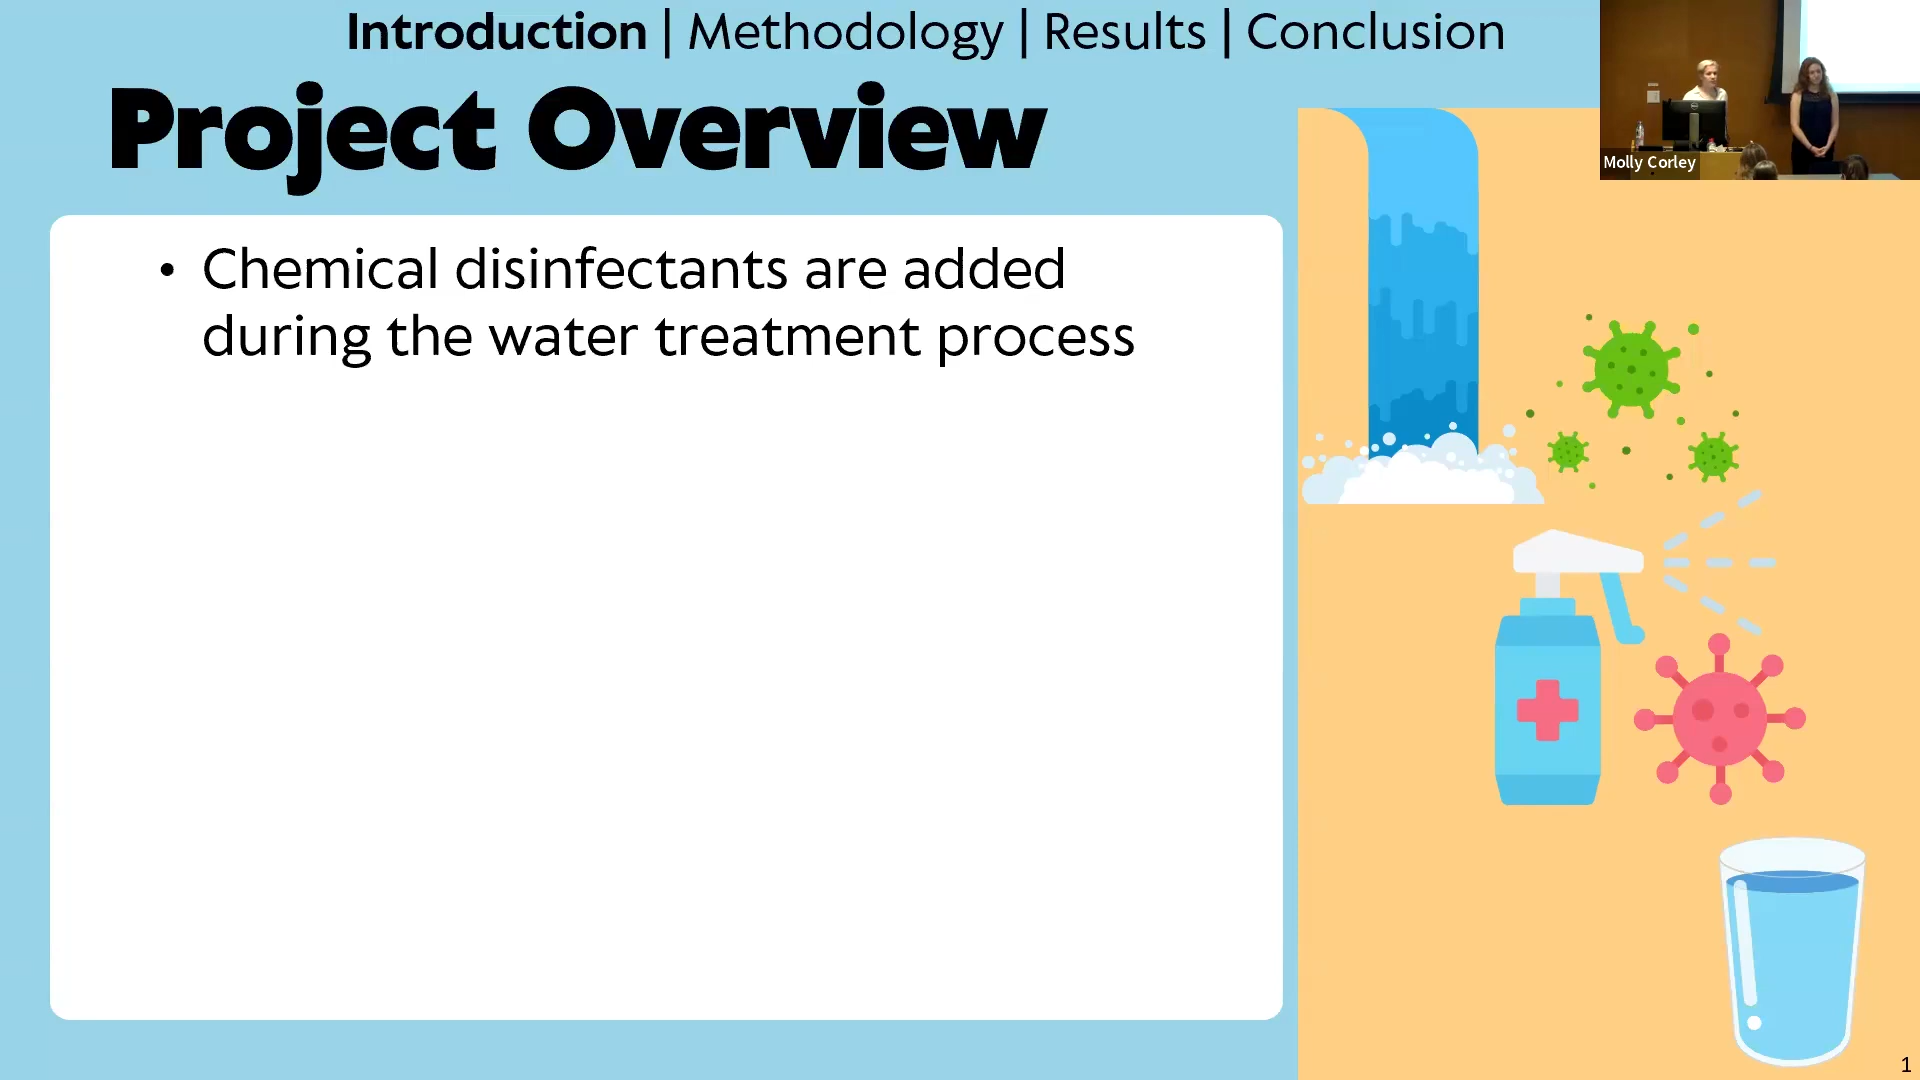 Introduction | Methodology | Results | Conclusion
Project Overview
Molly Corley
• Chemical disinfectants are added
during the water treatment process
1